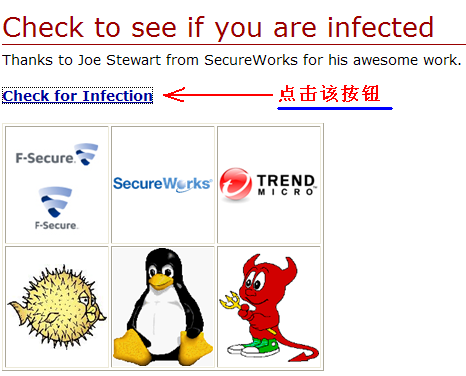 Check to see if you are infected
Thanks to Joe Stewart from SecureWorks for his awesome work.
Check for Infection
点击该按钮
F-Secure.
F-Secure.
SecureWorks
TREND
MICRO